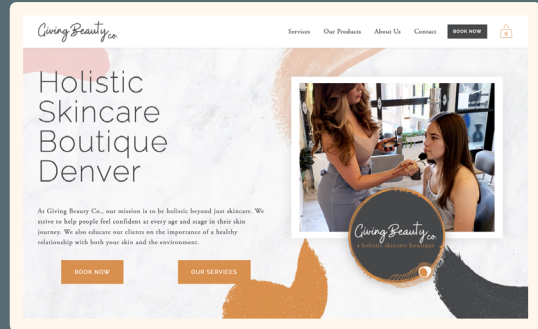 Giving Beauty co.
Services Our Products About Us Contact BOOK NOW 0
Holistic
Skincare
Boutique
Denver
At Giving Beauty Co., our mission is to be holistic beyond just skincare. We
strive to help people feel confident at every age and stage in their skin
journey. We also educate our clients on the importance of a healthy
relationship with both your skin and the environment.
BOOK NOW OUR SERVICES
Giving Beauty co.
a holistic skincare boutique